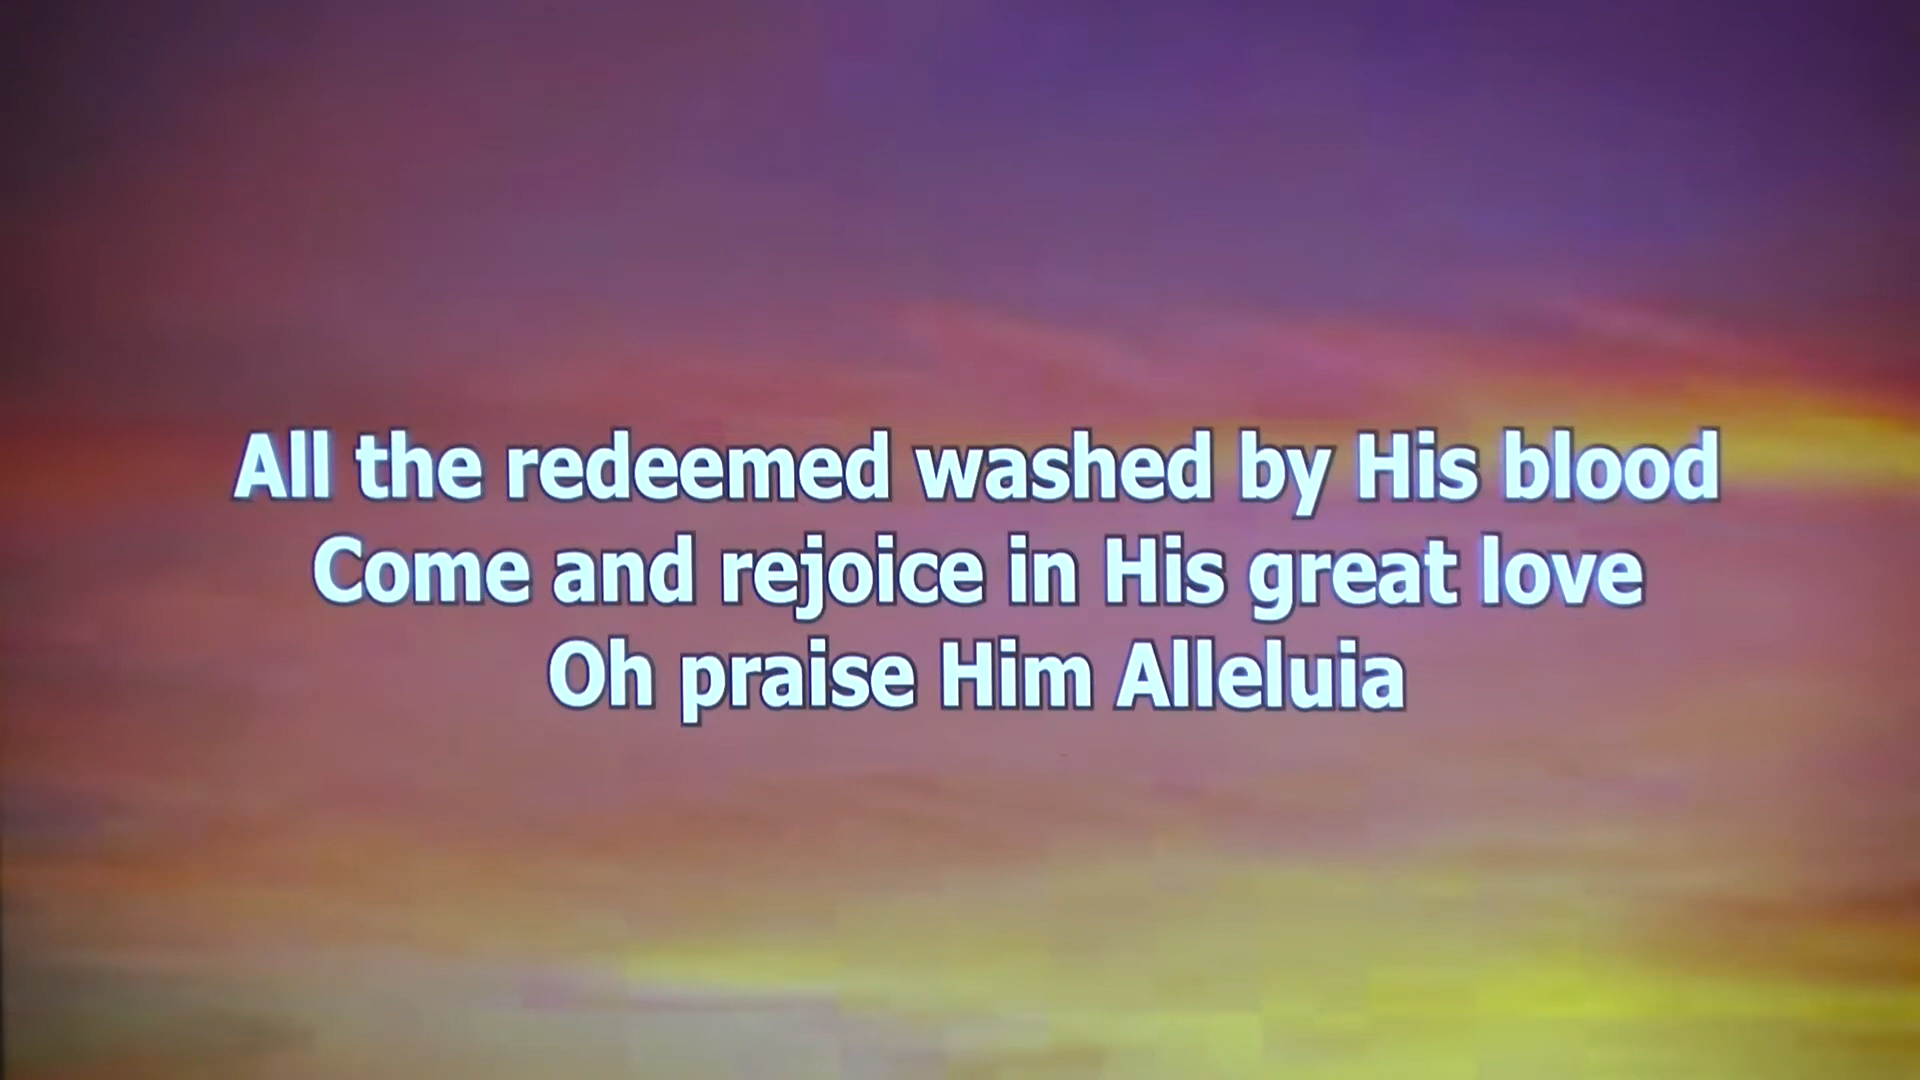 All the redeemed washed by His blood
Come and rejoice in His great love
Oh praise Him Alleluia